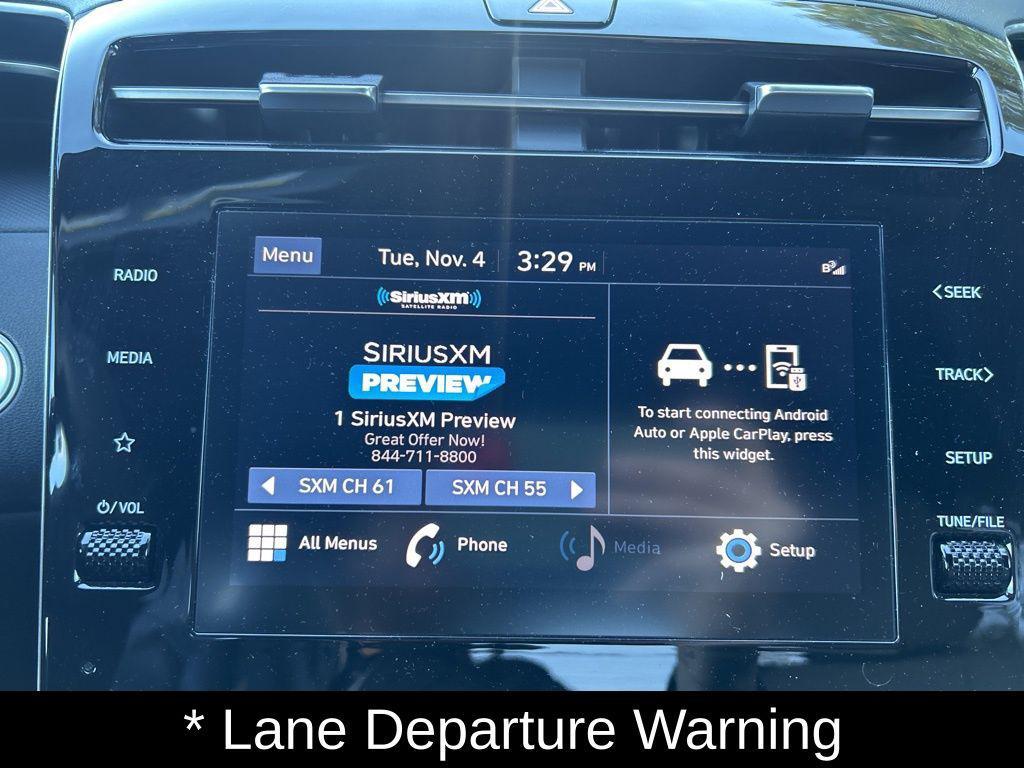 Menu
Tue, Nov. 4
3:29 PM
B
RADIO
SiriusXM
SATELLITE RADIO
<SEEK
SIRIUSXM
PREVIEW
MEDIA
TRACK>
1 SiriusXM Preview
Great Offer Now!
844-711-8800
To start connecting Android
Auto or Apple CarPlay, press
this widget.
SETUP
SXM CH 61
SXM CH 55
/VOL
TUNE/FILE
All Menus
Phone
Media
Setup
* Lane Departure Warning